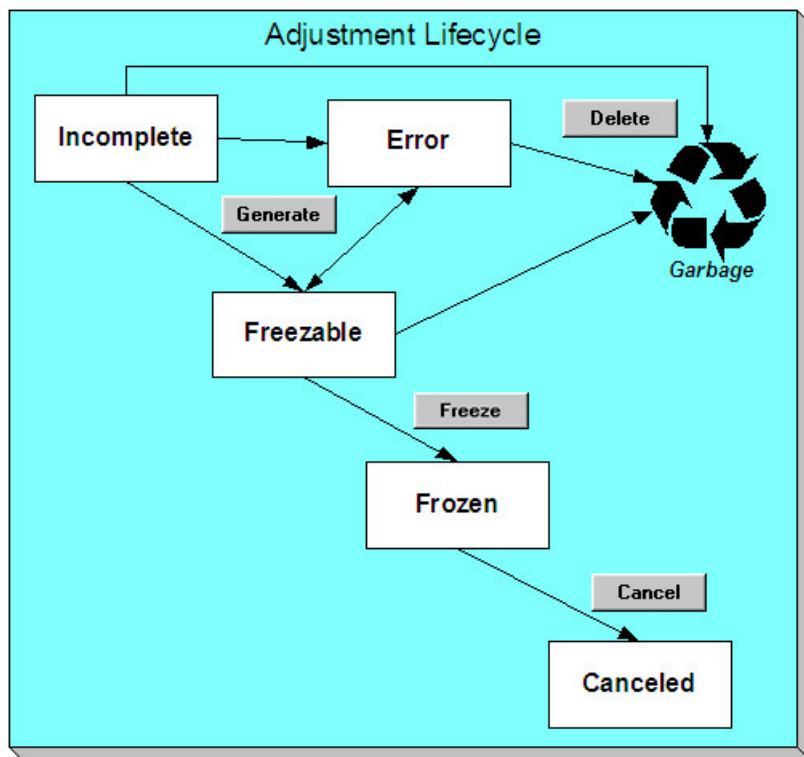 Adjustment Lifecycle
Incomplete
Error
Delete
Generate
Garbage
Freezable
Freeze
Frozen
Cancel
Canceled